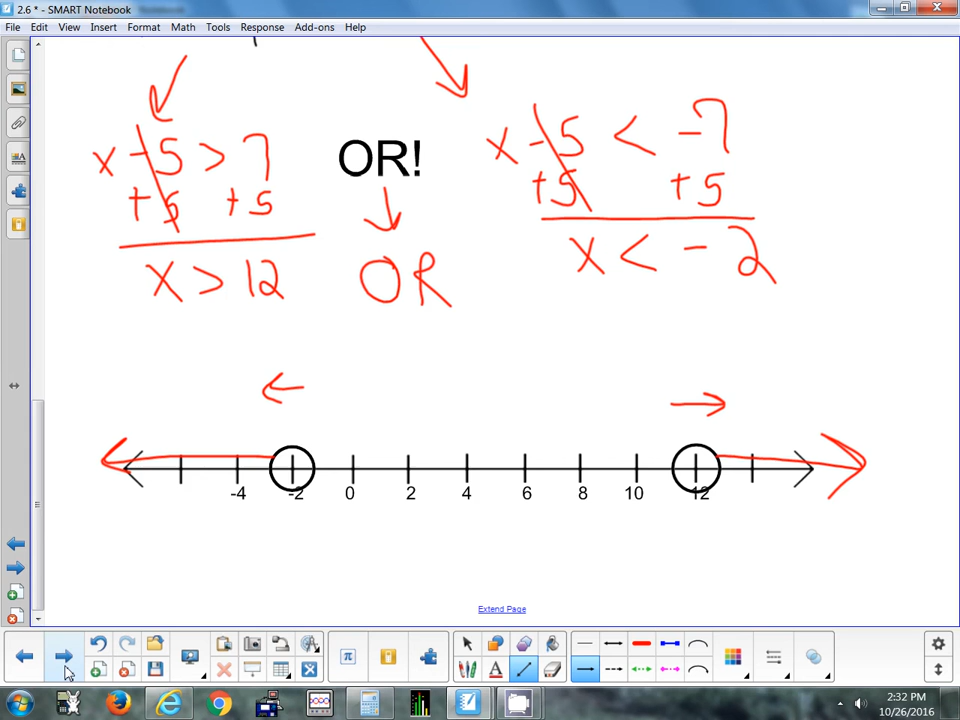 2.6 * - SMART Notebook
File Edit View Insert Format Math Tools Response Add-ons Help
x - 5 > 7 OR! x - 5 < -7
+ 5 + 5 + 5 + 5
x > 12 OR x < - 2
-4 -2 0 2 4 6 8 10 12
Extend Page
π A
2:32 PM
10/26/2016